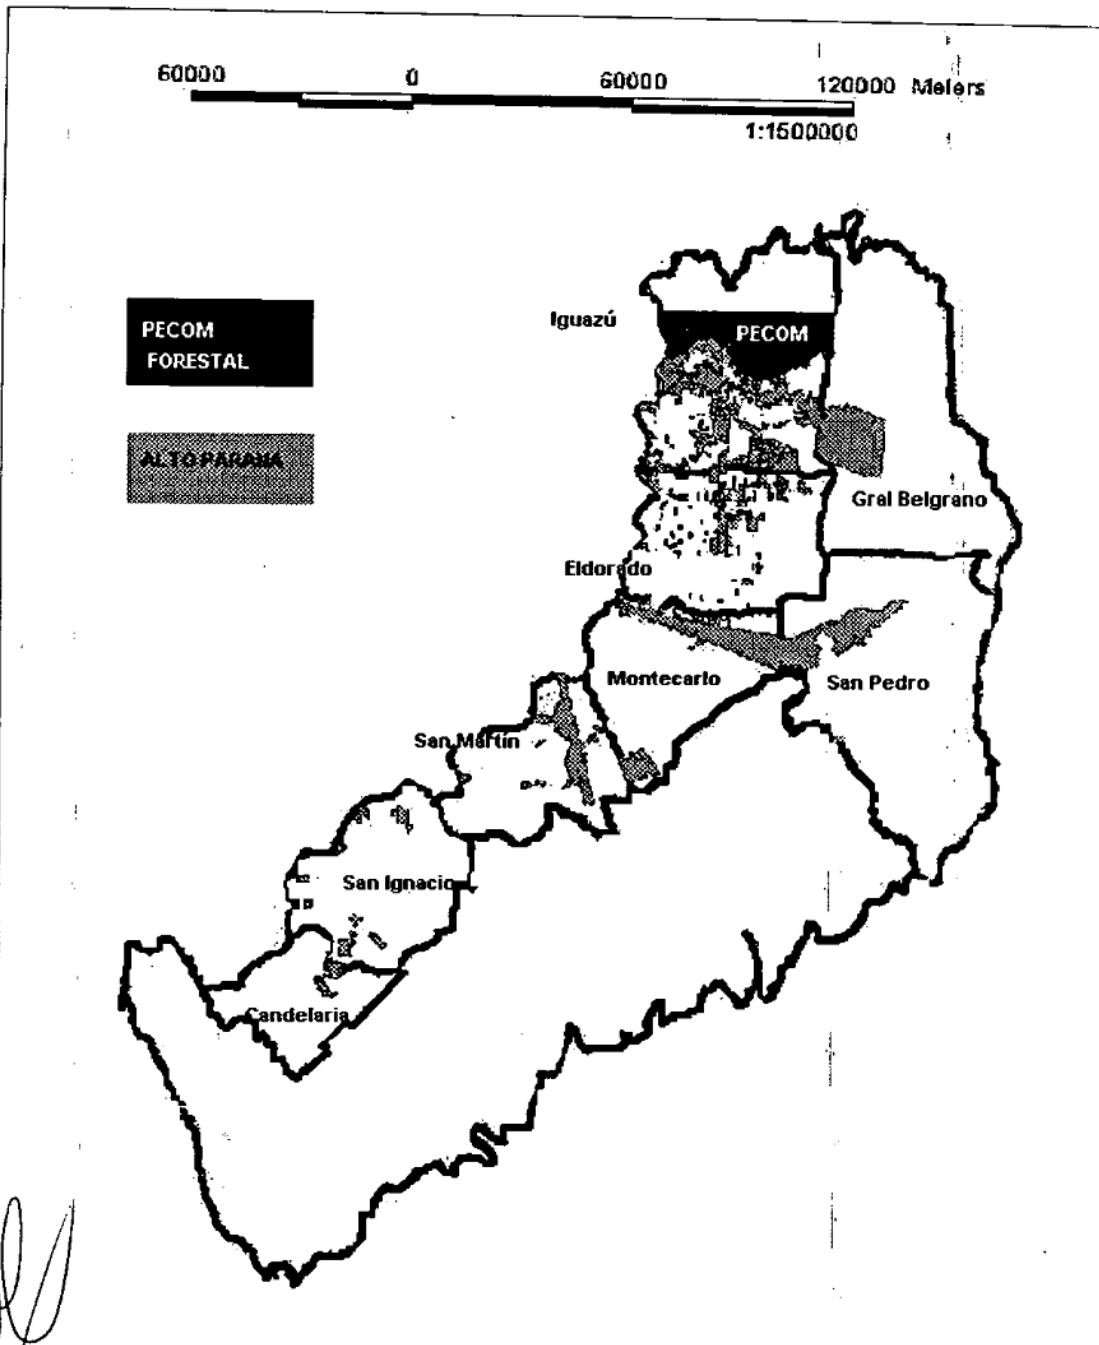 60000 0 60000 120000 Meters
1:1500000
Iguazú
PECOM
FORESTAL
PECOM
ALTO PARANA
Gral Belgrano
Eldorado
Montecarlo
San Pedro
San Martín
San Ignacio
Candelaria